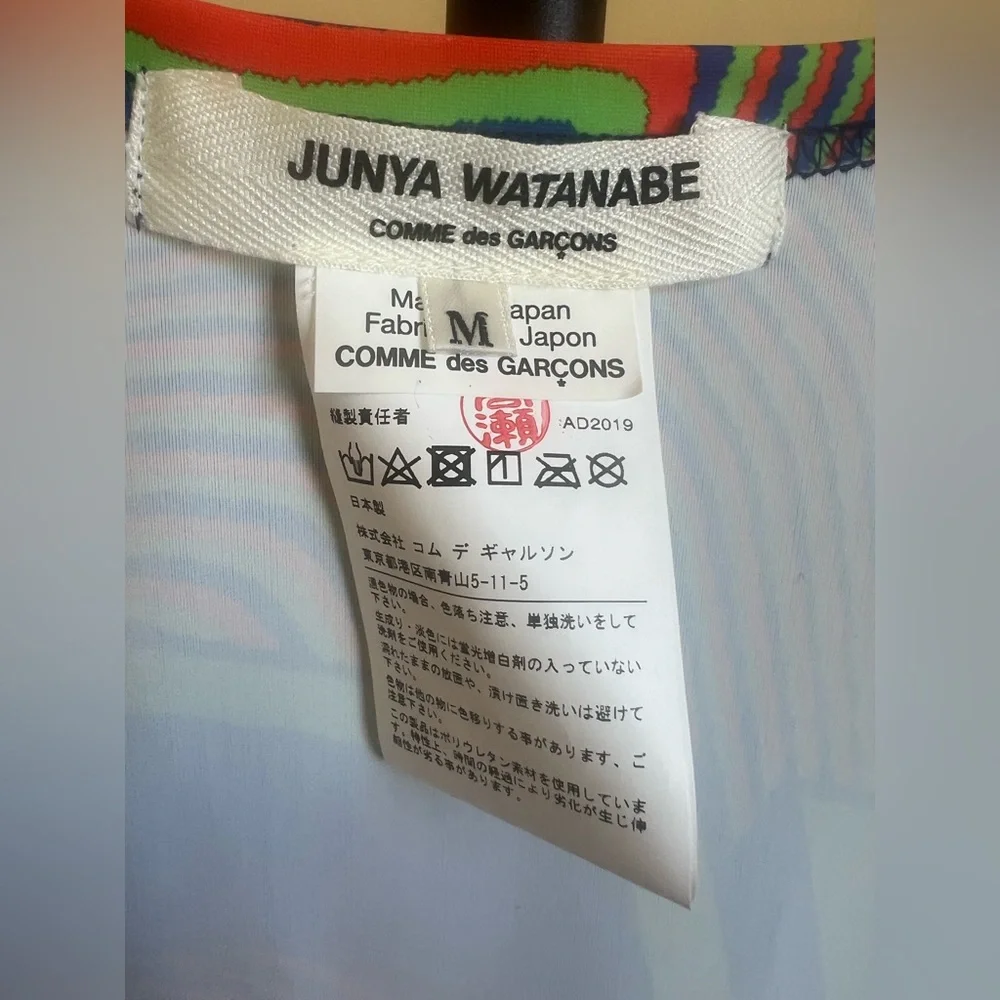 JUNYA WATANABE
COMME des GARÇONS
M
Japon
COMME des GARÇONS
縫製責任者
瀬
AD2019
日本製
株式会社 コム デ ギャルソン
東京都港区南青山5-11-5
濃色物の場合、色落ち注意、単独洗いをして
下さい。
生成り・淡色には蛍光増白剤の入っていない
洗剤をご使用ください。
濡れたままの放置や、漬け置き洗いは避けて
下さい。
色物は他の物に色移りする事があります、ご
注意下さい。
この製品はポリウレタン素材を使用していま
す。特性上、時間の経過により劣化が生じ伸
縮性が劣る事があります。